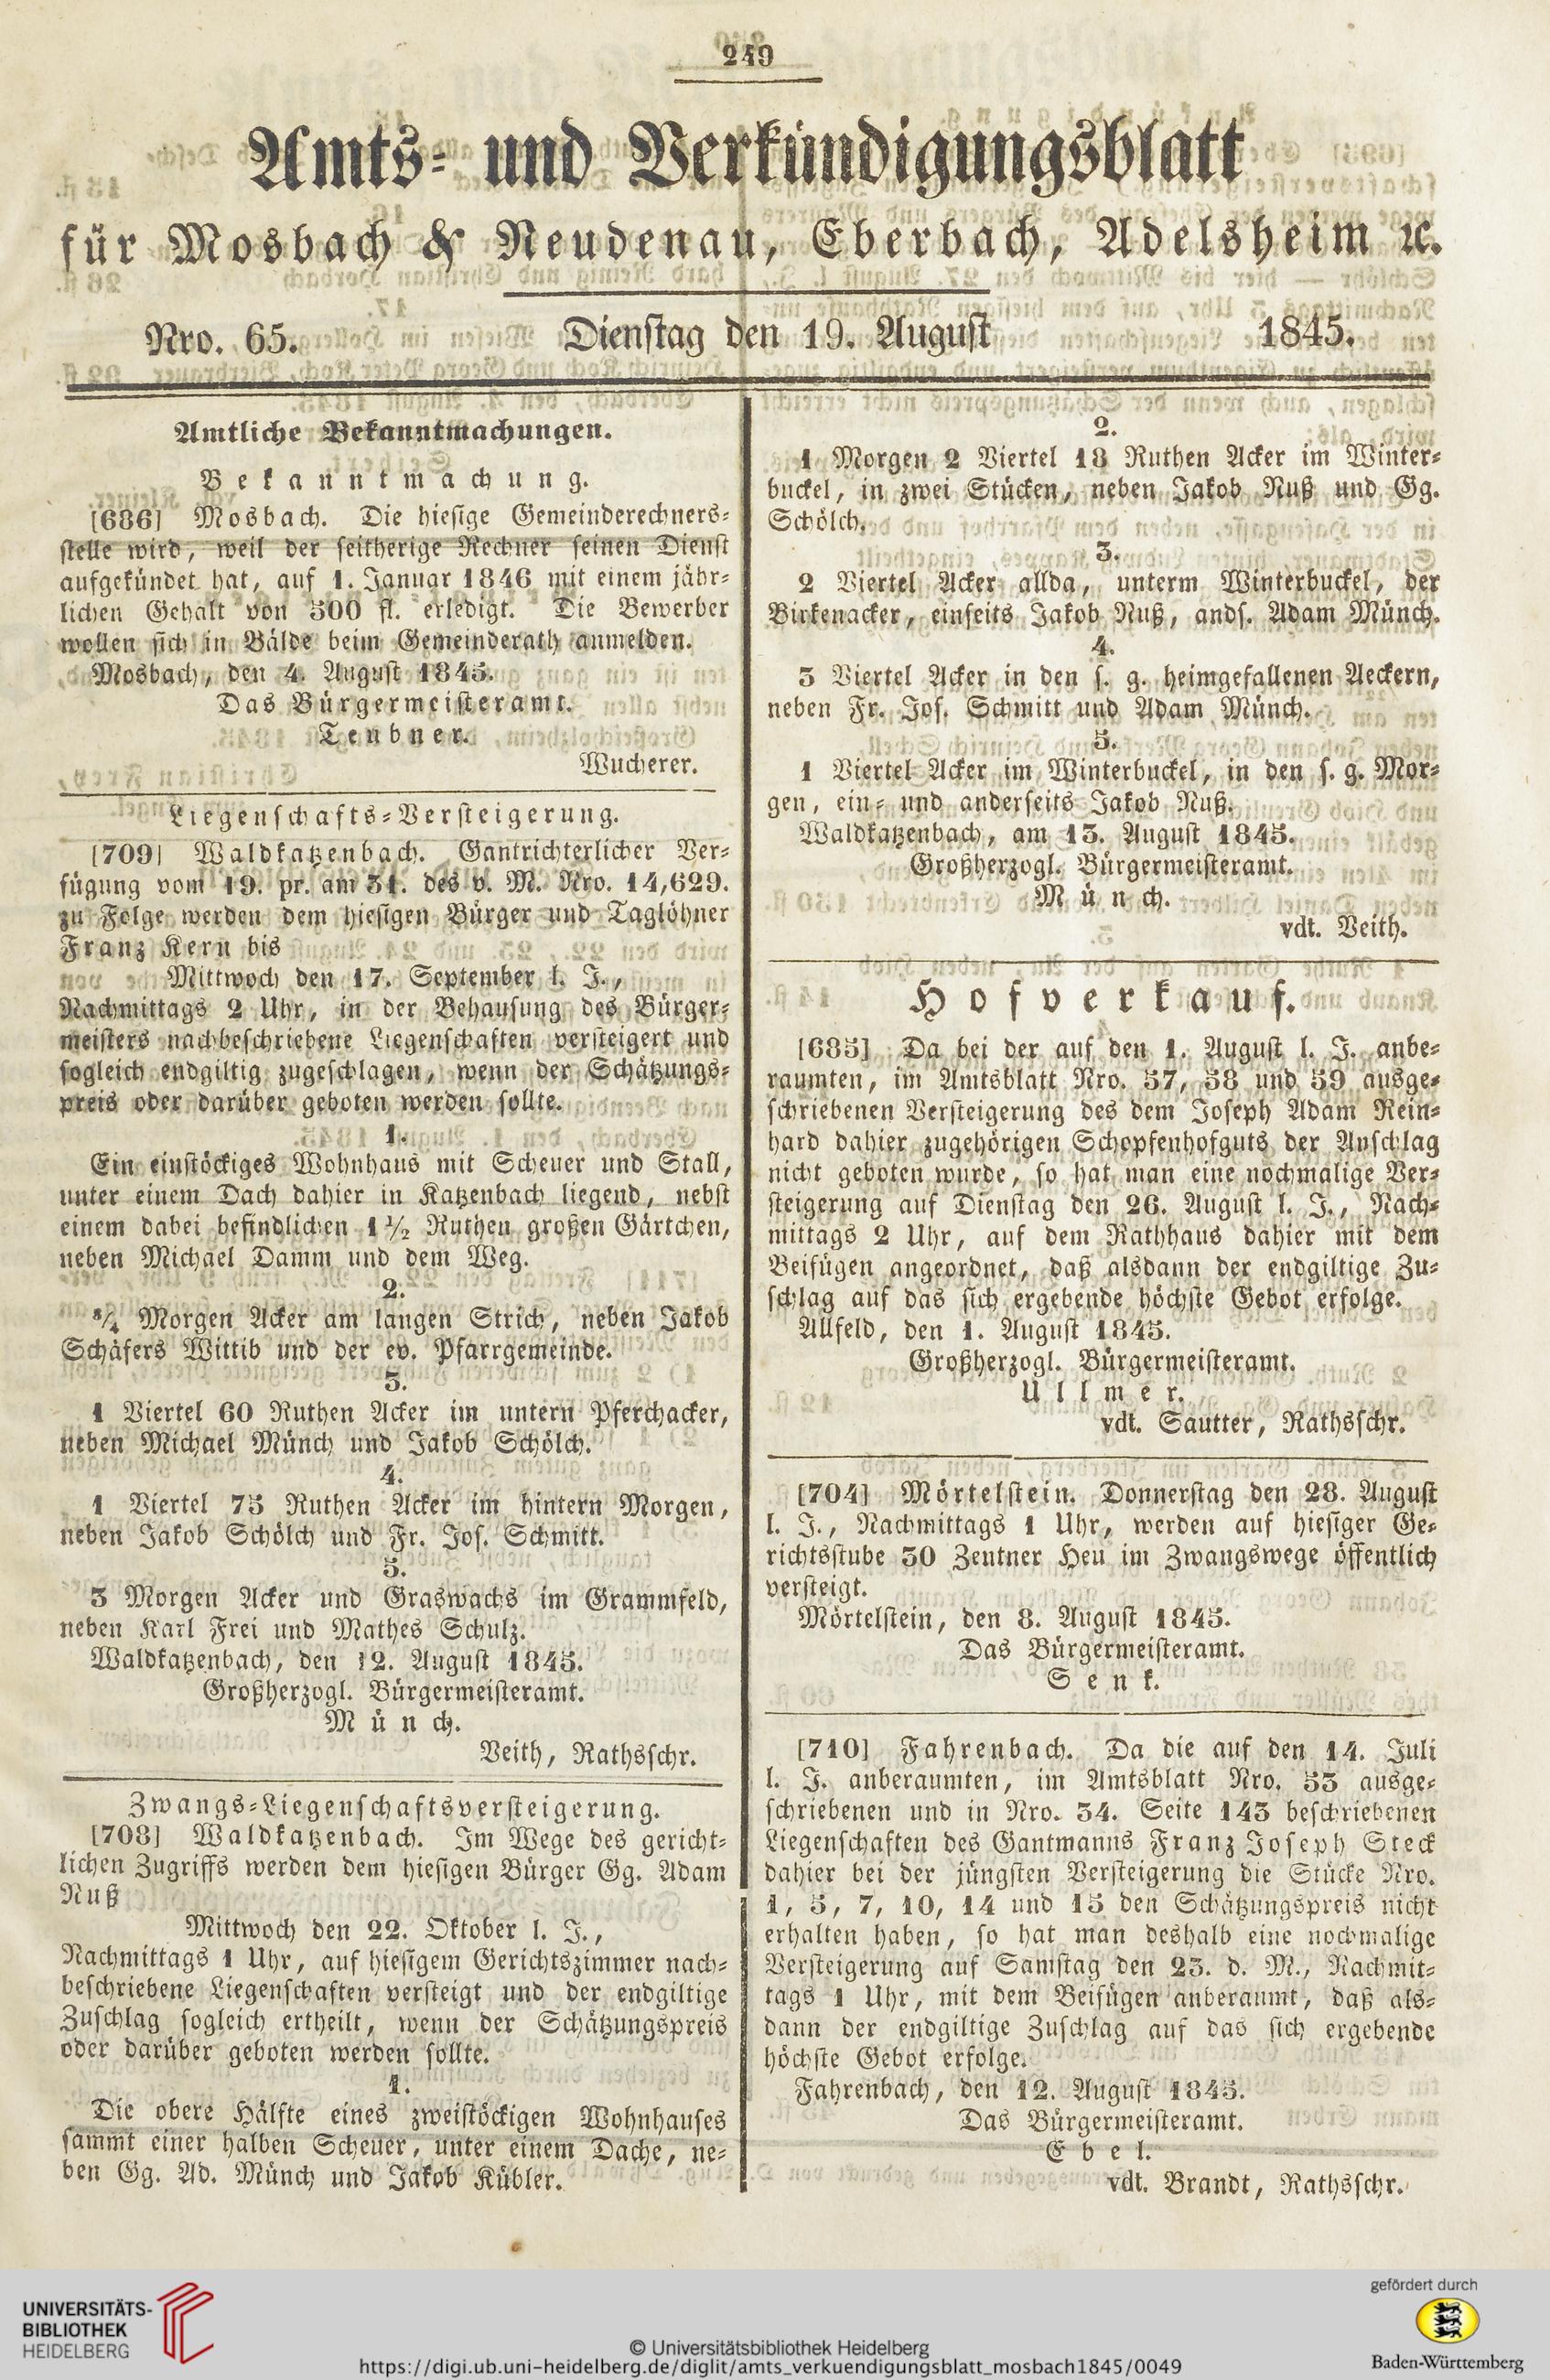 249
Amts- und Verkündigungsblatt
für Mosbach & Neudenau, Eberbach, Adelsheim ꝛc.
Nro. 65. Dienstag den 19. August 1845.
Amtliche Bekanntmachungen.
Bekanntmachung.
[686] Mosbach. Die hiesige Gemeinderechners-
stelle wird, weil der seitherige Rechner seinen Dienst
aufgekündet hat, auf 1. Januar 1846 mit einem jähr-
lichen Gehalt von 500 fl. erledigt. Die Bewerber
wollen sich in Bälde beim Gemeinderath anmelden.
Mosbach, den 4. August 1845.
Das Bürgermeisteramt.
Teubner.
Wucherer.
Liegenschafts-Versteigerung.
[709] Waldkatzenbach. Gantrichterlicher Ver-
fügung vom 19. pr. am 31. des v. M. Nro. 14,629.
zu Folge werden dem hiesigen Bürger und Taglöhner
Franz Kern bis
Mittwoch den 17. September l. J.,
Nachmittags 2 Uhr, in der Behausung des Bürger-
meisters nachbeschriebene Liegenschaften versteigert und
sogleich endgiltig zugeschlagen, wenn der Schätzungs-
preis oder darüber geboten werden sollte.
1.
Ein einstöckiges Wohnhaus mit Scheuer und Stall,
unter einem Dach dahier in Katzenbach liegend, nebst
einem dabei befindlichen 1 1/2 Ruthen großen Gärtchen,
neben Michael Damm und dem Weg.
2.
3/4 Morgen Acker am langen Strich, neben Jakob
Schäfers Wittib und der ev. Pfarrgemeinde.
3.
1 Viertel 60 Ruthen Acker im untern Pferchacker,
neben Michael Münch und Jakob Schölch.
4.
1 Viertel 75 Ruthen Acker im hintern Morgen,
neben Jakob Schölch und Fr. Jos. Schmitt.
5.
3 Morgen Acker und Graswachs im Grammfeld,
neben Karl Frei und Mathes Schulz.
Waldkatzenbach, den 12. August 1845.
Großherzogl. Bürgermeisteramt.
Münch.
Veith, Rathsschr.
Zwangs-Liegenschaftsversteigerung.
[708] Waldkatzenbach. Im Wege des gericht-
lichen Zugriffs werden dem hiesigen Bürger Gg. Adam
Nuß
Mittwoch den 22. Oktober l. J.,
Nachmittags 1 Uhr, auf hiesigem Gerichtszimmer nach-
beschriebene Liegenschaften versteigt und der endgiltige
Zuschlag sogleich ertheilt, wenn der Schätzungspreis
oder darüber geboten werden sollte.
1.
Die obere Hälfte eines zweistöckigen Wohnhauses
sammt einer halben Scheuer, unter einem Dache, ne-
ben Gg. Ad. Münch und Jakob Kübler.
2.
1 Morgen 2 Viertel 18 Ruthen Acker im Winter-
buckel, in zwei Stücken, neben Jakob Nuß und Gg.
Schölch.
3.
2 Viertel Acker allda, unterm Winterbuckel, der
Birkenacker, einseits Jakob Nuß, ands. Adam Münch.
4.
3 Viertel Acker in den s. g. heimgefallenen Aeckern,
neben Fr. Jos. Schmitt und Adam Münch.
5.
1 Viertel Acker im Winterbuckel, in den s. g. Mor-
gen, ein- und anderseits Jakob Nuß.
Waldkatzenbach, am 13. August 1845.
Großherzogl. Bürgermeisteramt.
Münch.
vdt. Veith.
Hofverkauf.
[685] Da bei der auf den 1. August l. J. anbe-
raumten, im Amtsblatt Nro. 57, 58 und 59 ausge-
schriebenen Versteigerung des dem Joseph Adam Rein-
hard dahier zugehörigen Schopfenhofguts der Anschlag
nicht geboten wurde, so hat man eine nochmalige Ver-
steigerung auf Dienstag den 26. August l. J., Nach-
mittags 2 Uhr, auf dem Rathhaus dahier mit dem
Beifügen angeordnet, daß alsdann der endgiltige Zu-
schlag auf das sich ergebende höchste Gebot erfolge.
Allfeld, den 1. August 1845.
Großherzogl. Bürgermeisteramt.
Ullmer.
vdt. Sautter, Rathsschr.
[704] Mörtelstein. Donnerstag den 28. August
l. J., Nachmittags 1 Uhr, werden auf hiesiger Ge-
richtsstube 30 Zentner Heu im Zwangswege öffentlich
versteigt.
Mörtelstein, den 8. August 1845.
Das Bürgermeisteramt.
Senk.
[710] Fahrenbach. Da die auf den 14. Juli
l. J. anberaumten, im Amtsblatt Nro. 53 ausge-
schriebenen und in Nro. 34. Seite 143 beschriebenen
Liegenschaften des Gantmanns Franz Joseph Steck
dahier bei der jüngsten Versteigerung die Stücke Nro.
1, 5, 7, 10, 14 und 15 den Schätzungspreis nicht
erhalten haben, so hat man deshalb eine nochmalige
Versteigerung auf Samstag den 23. d. M., Nachmit-
tags 1 Uhr, mit dem Beifügen anberaumt, daß als-
dann der endgiltige Zuschlag auf das sich ergebende
höchste Gebot erfolge.
Fahrenbach, den 12. August 1845.
Das Bürgermeisteramt.
Ebel.
vdt. Brandt, Rathsschr.
UNIVERSITÄTS-
BIBLIOTHEK
HEIDELBERG
© Universitätsbibliothek Heidelberg
https://digi.ub.uni-heidelberg.de/diglit/amts_verkuendigungsblatt_mosbach1845/0049
gefördert durch
Baden-Württemberg